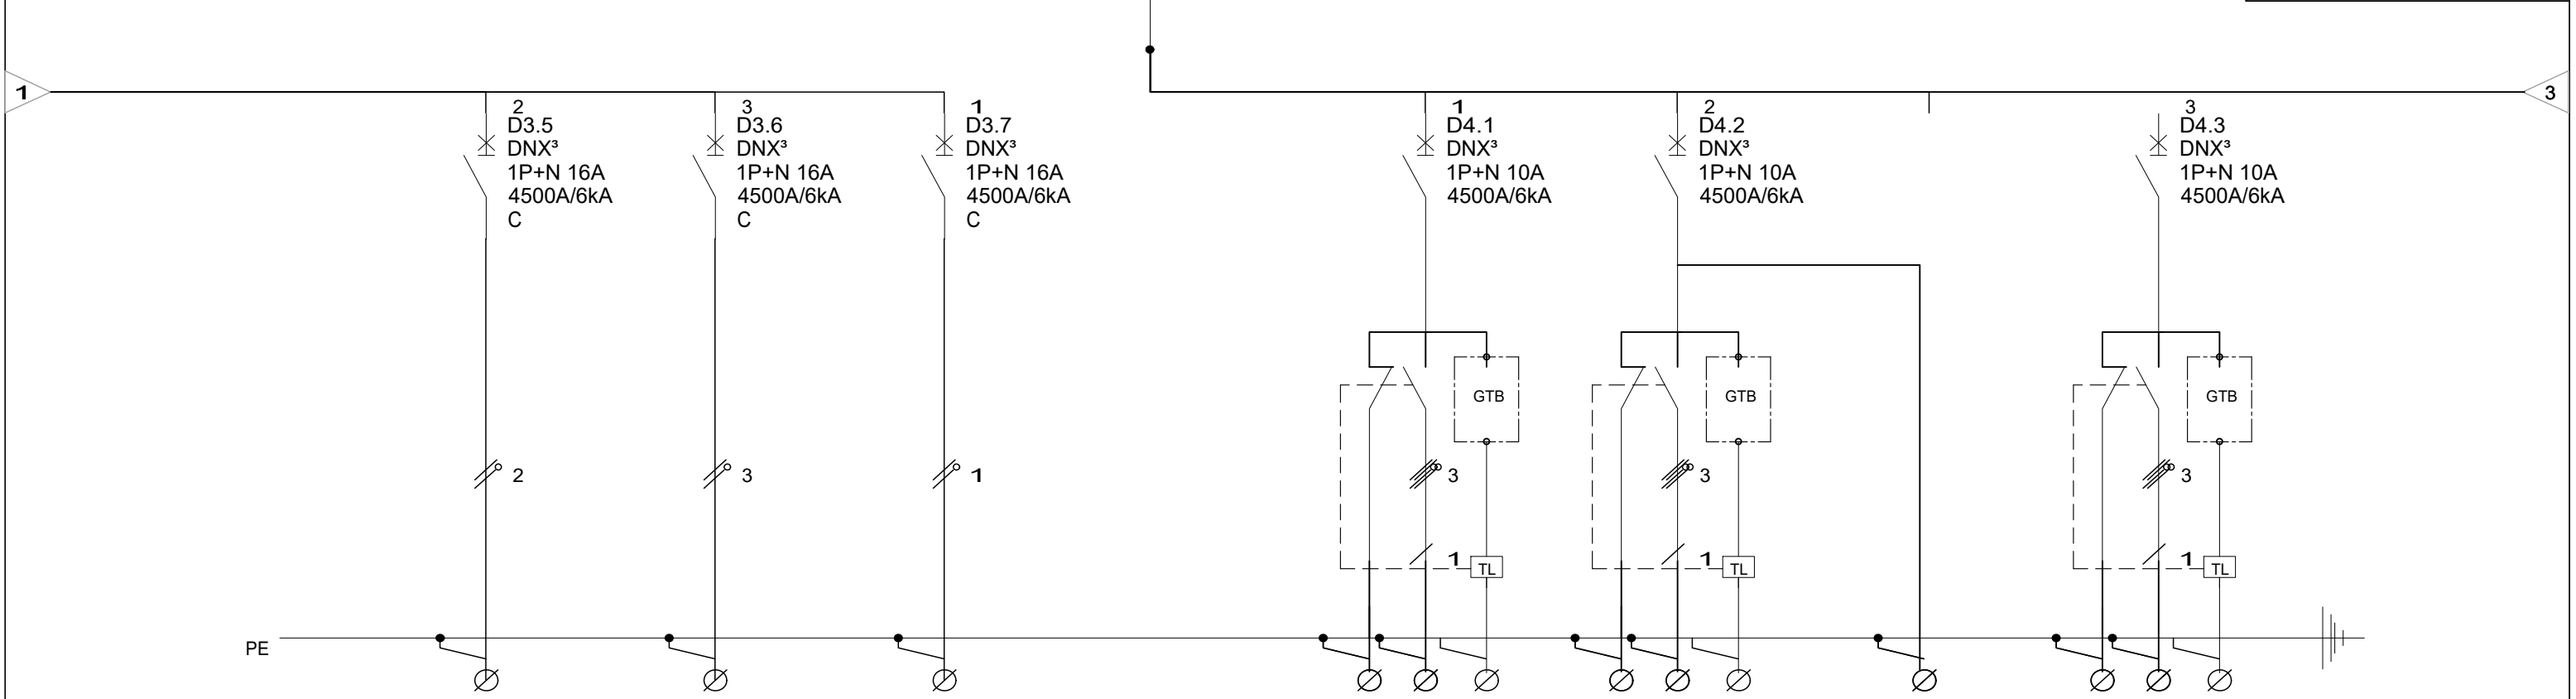 1
3
2
D3.5
DNX³
1P+N 16A
4500A/6kA
C
3
D3.6
DNX³
1P+N 16A
4500A/6kA
C
1
D3.7
DNX³
1P+N 16A
4500A/6kA
C
1
D4.1
DNX³
1P+N 10A
4500A/6kA
2
D4.2
DNX³
1P+N 10A
4500A/6kA
3
D4.3
DNX³
1P+N 10A
4500A/6kA
GTB
GTB
GTB
2
3
1
3
3
3
1
TL
1
TL
1
TL
PE